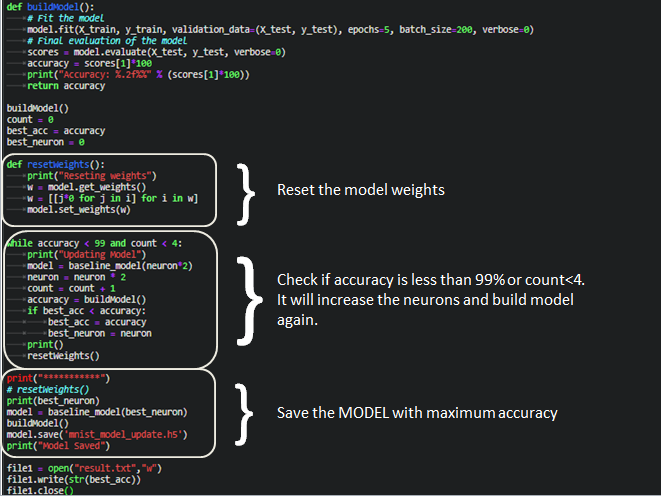 def buildModel():
# Fit the model
model.fit(X_train, y_train, validation_data=(X_test, y_test), epochs=5, batch_size=200, verbose=0)
# Final evaluation of the model
scores = model.evaluate(X_test, y_test, verbose=0)
accuracy = scores[1]*100
print("Accuracy: %.2f%%" % (scores[1]*100))
return accuracy
buildModel()
count = 0
best_acc = accuracy
best_neuron = 0
def resetWeights():
print("Reseting weights")
w = model.get_weights()
w = [[j*0 for j in i] for i in w]
model.set_weights(w)
Reset the model weights
while accuracy < 99 and count < 4:
print("Updating Model")
model = baseline_model(neuron*2)
neuron = neuron * 2
count = count + 1
accuracy = buildModel()
if best_acc < accuracy:
best_acc = accuracy
best_neuron = neuron
print()
resetWeights()
Check if accuracy is less than 99% or count<4.
It will increase the neurons and build model
again.
print("***********")
# resetWeights()
print(best_neuron)
model = baseline_model(best_neuron)
buildModel()
model.save('mnist_model_update.h5')
print("Model Saved")
Save the MODEL with maximum accuracy
file1 = open("result.txt","w")
file1.write(str(best_acc))
file1.close()